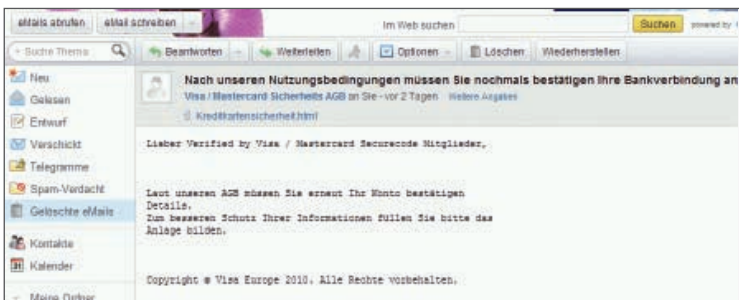 eMails abrufen eMail schreiben Im Web suchen Suchen powered by
Suche Thema Beantworten Weiterleiten Optionen Löschen Wiederherstellen
Neu
Gelesen
Entwurf
Verschickt
Telegramme
Spam-Verdacht
Gelöschte eMails
Kontakte
Kalender
Meine Ordner
Nach unseren Nutzungsbedingungen müssen Sie nochmals bestätigen Ihre Bankverbindung an
Visa / Mastercard Sicherheits AGB an Sie - vor 2 Tagen Weitere Angaben
Kreditkartensicherheit.html
Lieber Verified by Visa / Mastercard Securecode Mitglieder,
Laut unseren AGB müssen Sie erneut Ihr Konto bestätigen
Details.
Zum besseren Schutz Ihrer Informationen füllen Sie bitte das
Anlage bilden.
Copyright © Visa Europe 2010. Alle Rechte vorbehalten.